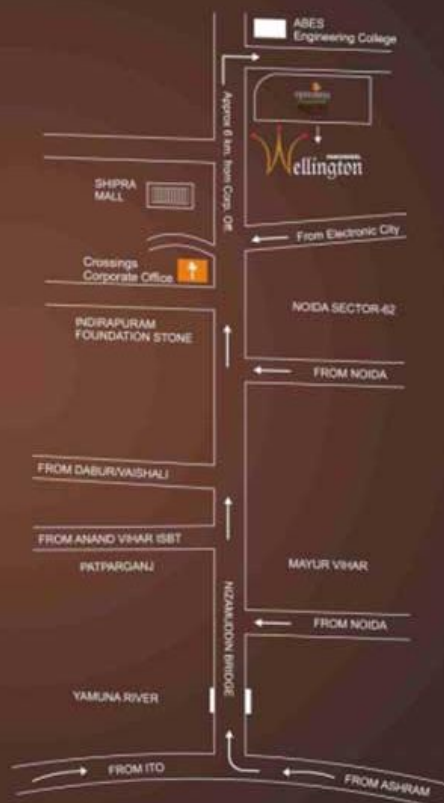 ABES
Engineering College
Approx 6 km. from Corp. Off.
Wellington
SHIPRA
MALL
From Electronic City
Crossings
Corporate Office
NOIDA SECTOR-62
INDIRAPURAM
FOUNDATION STONE
FROM NOIDA
FROM DABUR/VAISHALI
FROM ANAND VIHAR ISBT
PATPARGANJ
MAYUR VIHAR
NIZAMUDDIN BRIDGE
FROM NOIDA
YAMUNA RIVER
FROM ITO
FROM ASHRAM